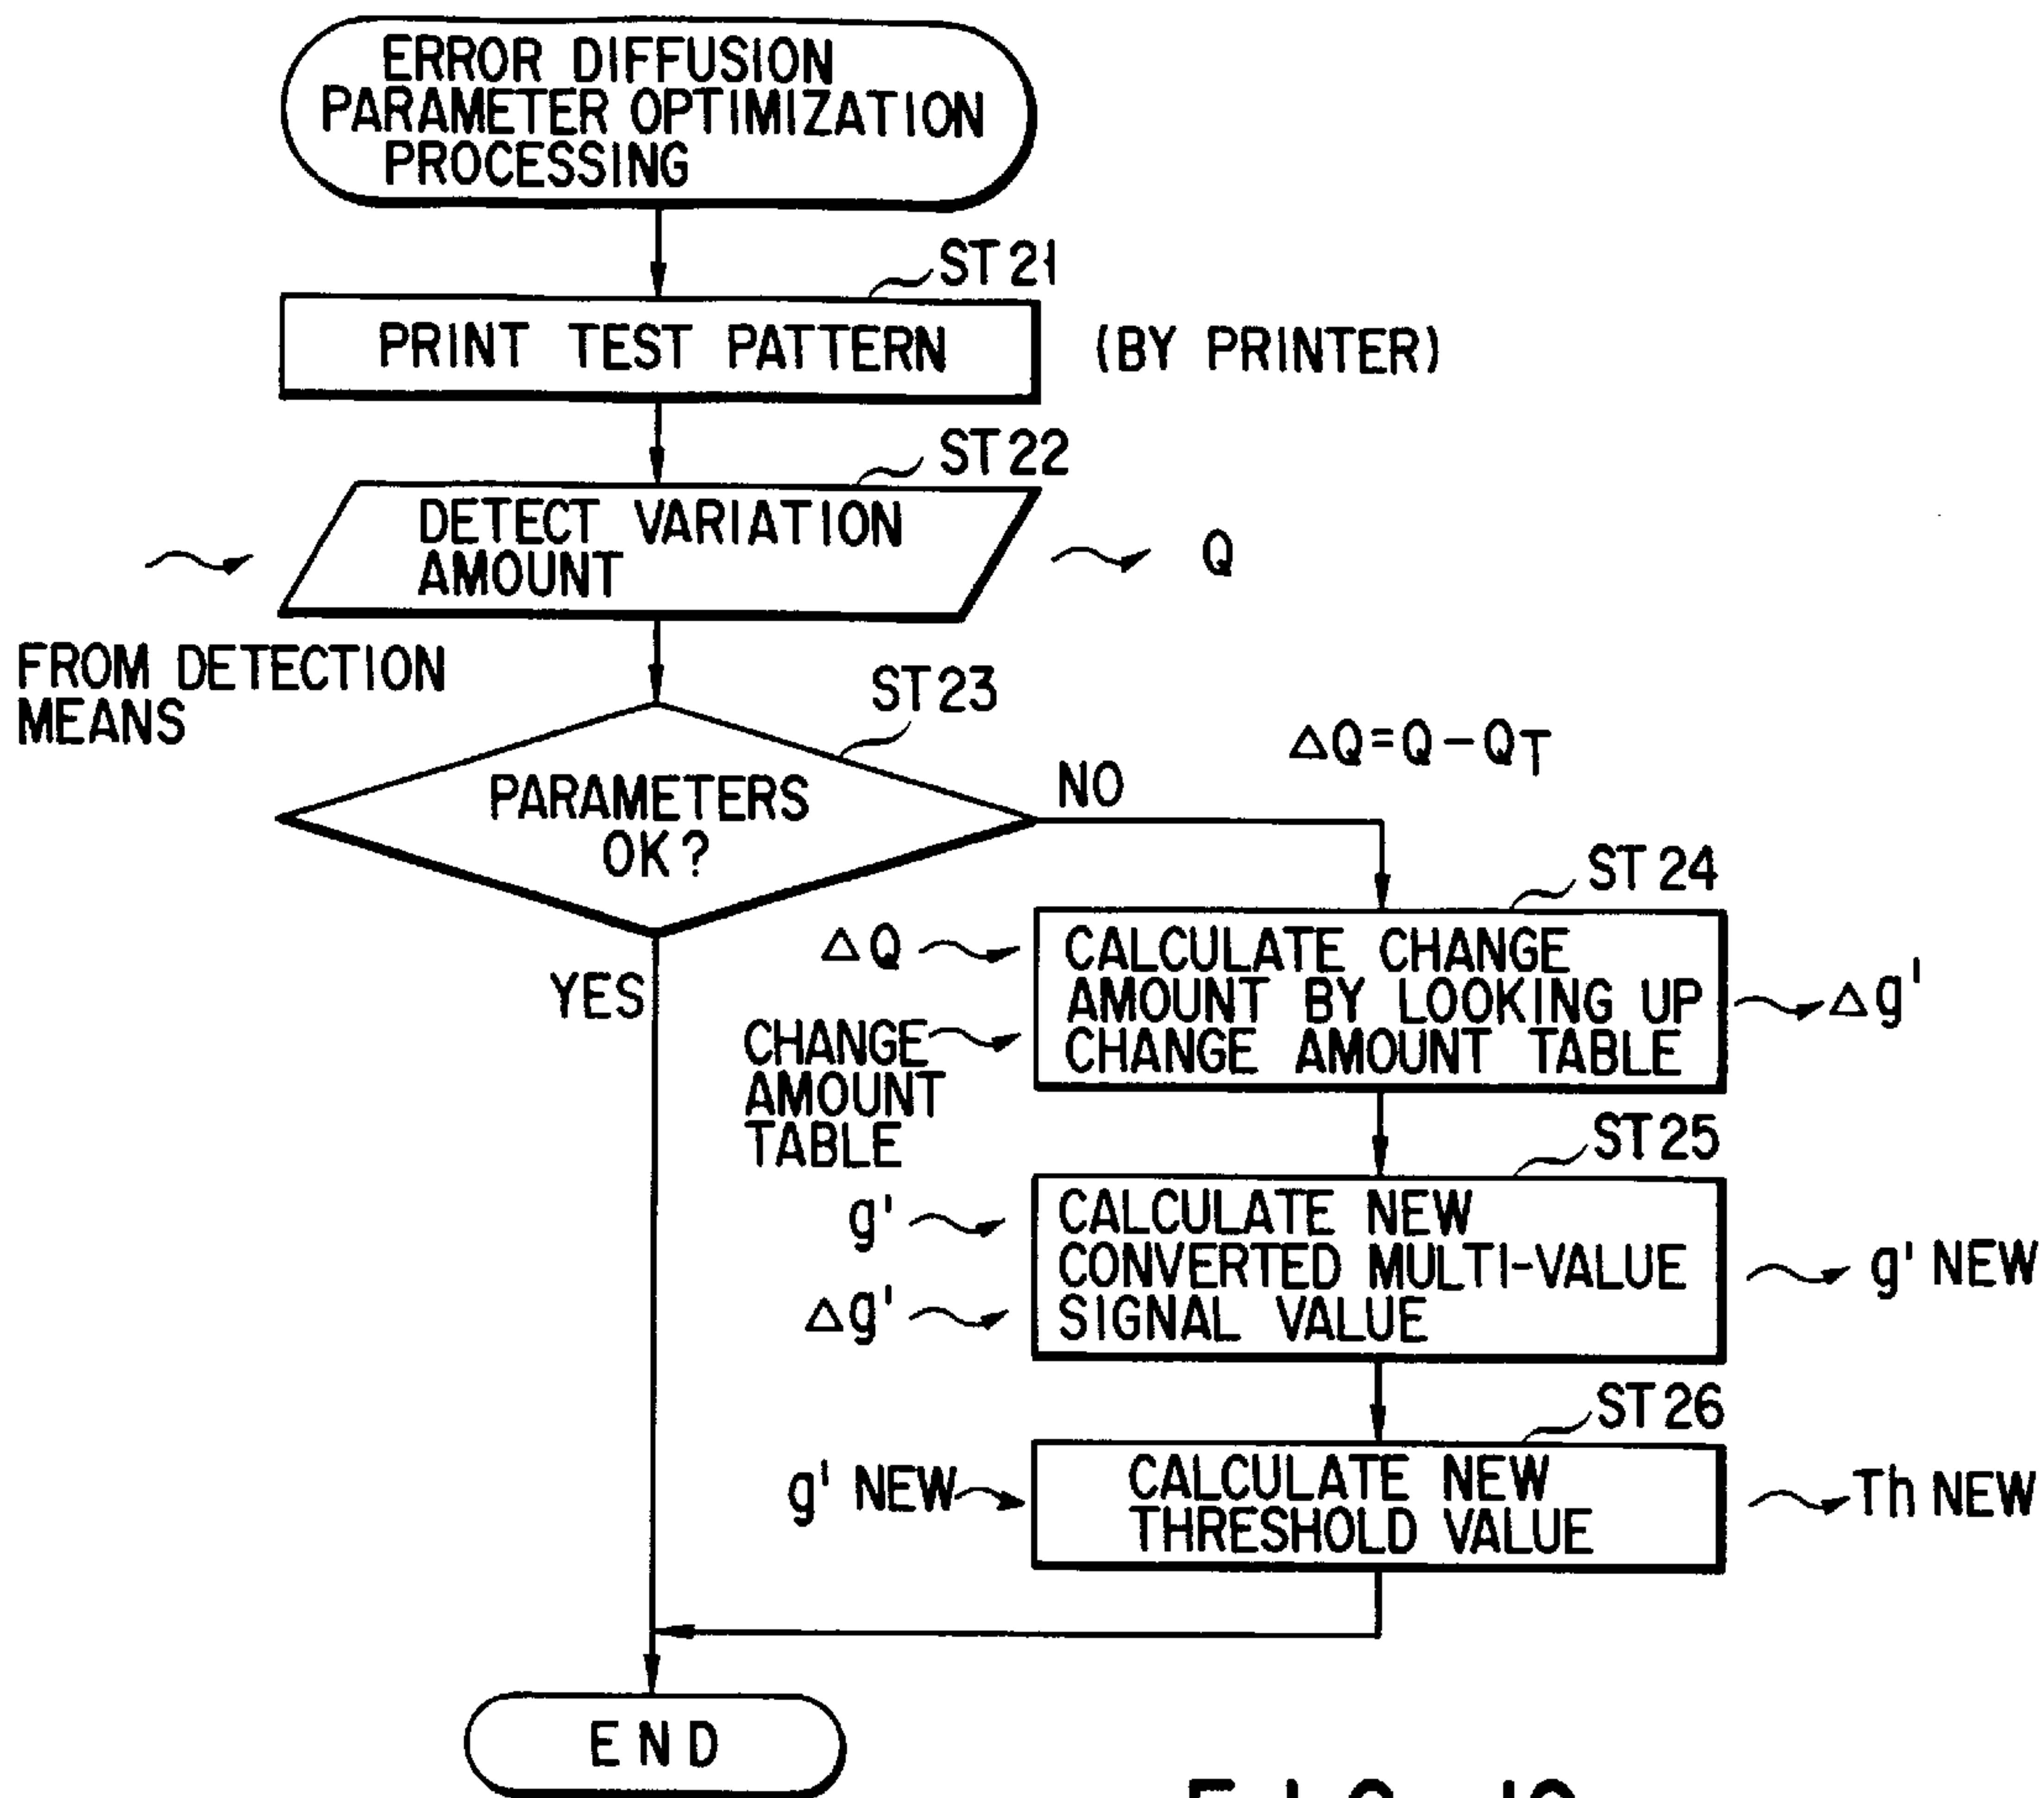 ERROR DIFFUSION
PARAMETER OPTIMIZATION
PROCESSING
ST21
PRINT TEST PATTERN
(BY PRINTER)
ST22
DETECT VARIATION
AMOUNT
Q
FROM DETECTION
MEANS
ST23
PARAMETERS
OK?
NO
ΔQ=Q-QT
YES
ST24
ΔQ
CHANGE
AMOUNT
TABLE
CALCULATE CHANGE
AMOUNT BY LOOKING UP
CHANGE AMOUNT TABLE
Δg'
ST25
g'
Δg'
CALCULATE NEW
CONVERTED MULTI-VALUE
SIGNAL VALUE
g' NEW
ST26
g' NEW
CALCULATE NEW
THRESHOLD VALUE
Th NEW
END